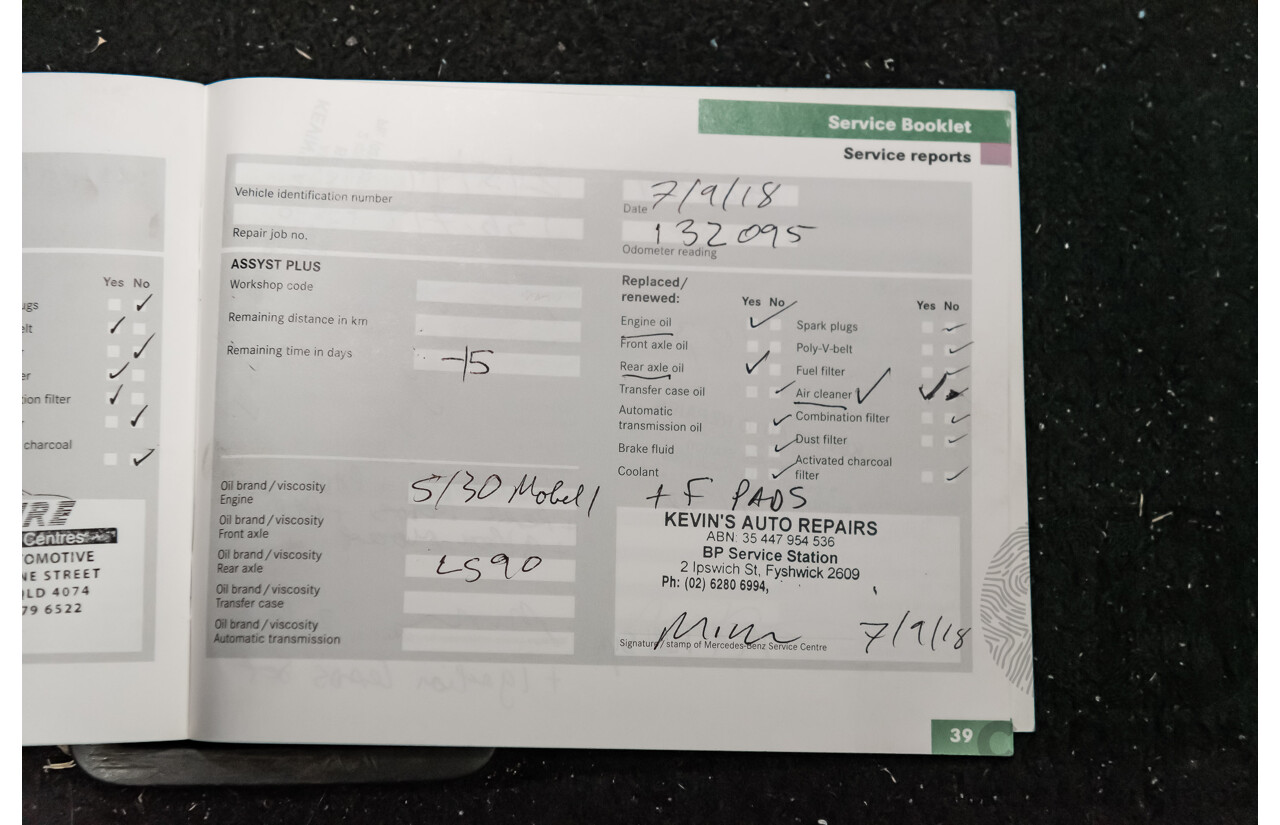 Yes No
ugs
elt
er
ion filter
charcoal
RE
Centres
OMOTIVE
NE STREET
LD 4074
79 6522
Service Booklet
Service reports
Vehicle identification number
Repair job no.
Date 7/9/18
132095
Odometer reading
ASSYST PLUS
Workshop code
Remaining distance in km
Remaining time in days -15
Oil brand/viscosity
Engine 5/30 Mobel 1
Oil brand/viscosity
Front axle
Oil brand/viscosity
Rear axle LS90
Oil brand/viscosity
Transfer case
Oil brand/viscosity
Automatic transmission
Replaced/
renewed:
Yes No
Engine oil
Front axle oil
Rear axle oil
Transfer case oil
Automatic
transmission oil
Brake fluid
Coolant
Yes No
Spark plugs
Poly-V-belt
Fuel filter
Air cleaner
Combination filter
Dust filter
Activated charcoal
filter
+ F PADS
KEVIN'S AUTO REPAIRS
ABN: 35 447 954 536
BP Service Station
2 Ipswich St, Fyshwick 2609
Ph: (02) 6280 6994,
7/9/18
Signature/stamp of Mercedes-Benz Service Centre
39